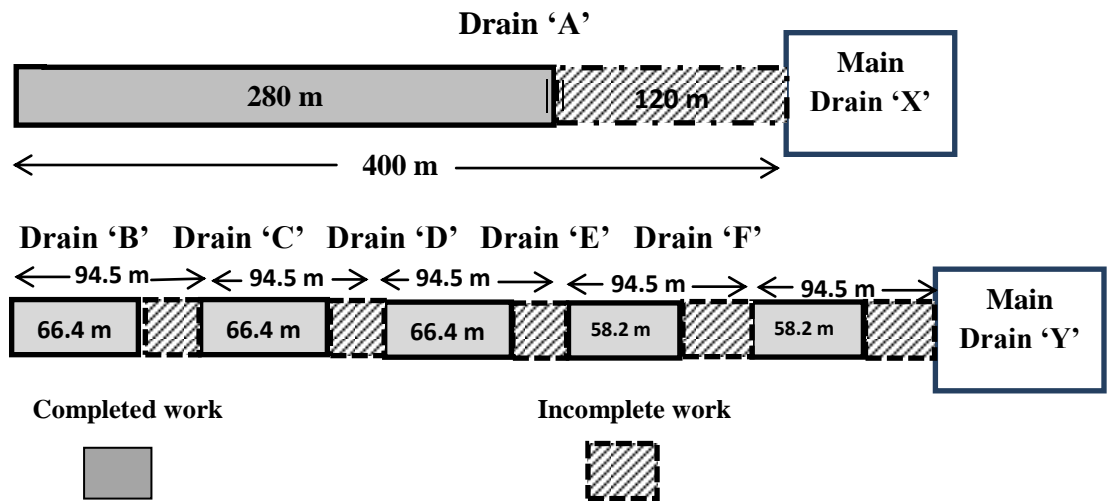 Drain ‘A’
280 m
120 m
Main
Drain ‘X’
400 m
Drain ‘B’ Drain ‘C’ Drain ‘D’ Drain ‘E’ Drain ‘F’
94.5 m 94.5 m 94.5 m 94.5 m 94.5 m
66.4 m 66.4 m 66.4 m 58.2 m 58.2 m
Main
Drain ‘Y’
Completed work Incomplete work